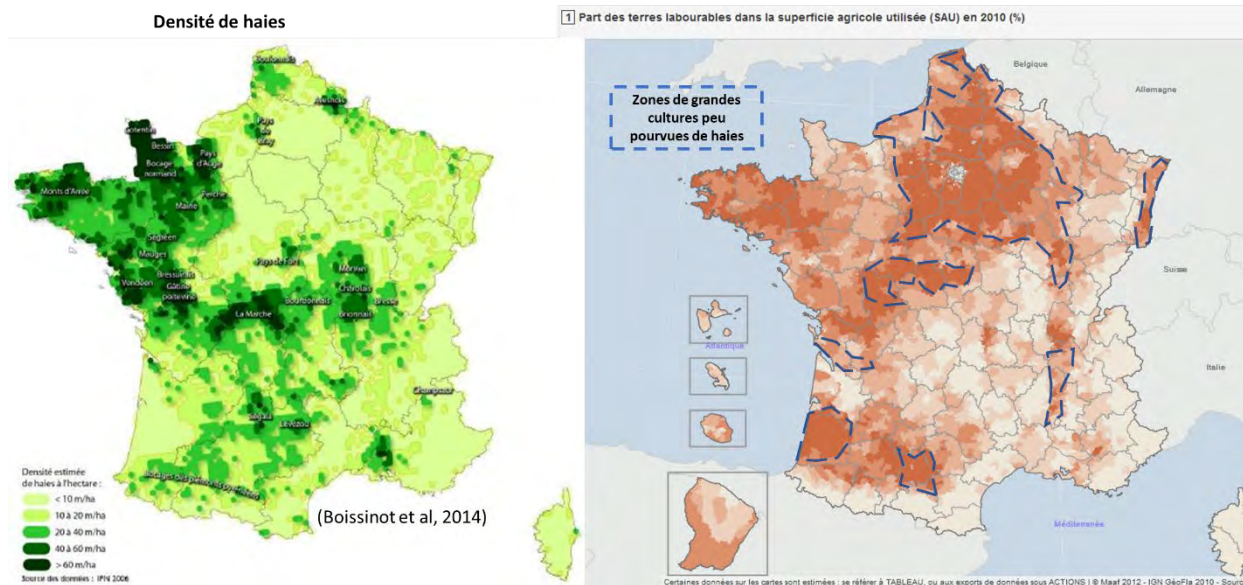 Densité de haies
Boulonnais
Avesnois
Pays
de
Bray
Cotentin
Bessin
Bocage
normand
Pays
d'Auge
Monts d'Arrée
Perche
Maine
Ségréen
Mauges
Vendéen
Bressuirais
Gâtine
poitevine
Pays de Fort
Morvan
Charolais
Bourbonnais
Bresse
Brionnais
La Marche
Champsaur
Ségala
Lévezou
Densité estimée
de haies à l'hectare :
< 10 m/ha
10 à 20 m/ha
20 à 40 m/ha
40 à 60 m/ha
> 60 m/ha
Source des données : IFN 2006
(Boissinot et al, 2014)
1 Part des terres labourables dans la superficie agricole utilisée (SAU) en 2010 (%)
Zones de grandes
cultures peu
pourvues de haies
Belgique
Allemagne
Suisse
Italie
Atlantique
Méditerranée
Certaines données sur les cartes sont estimées : se référer à TABLEAU, ou aux exports de données sous ACTIONS | © Maaf 2012 - IGN GéoFla 2010 - Sour